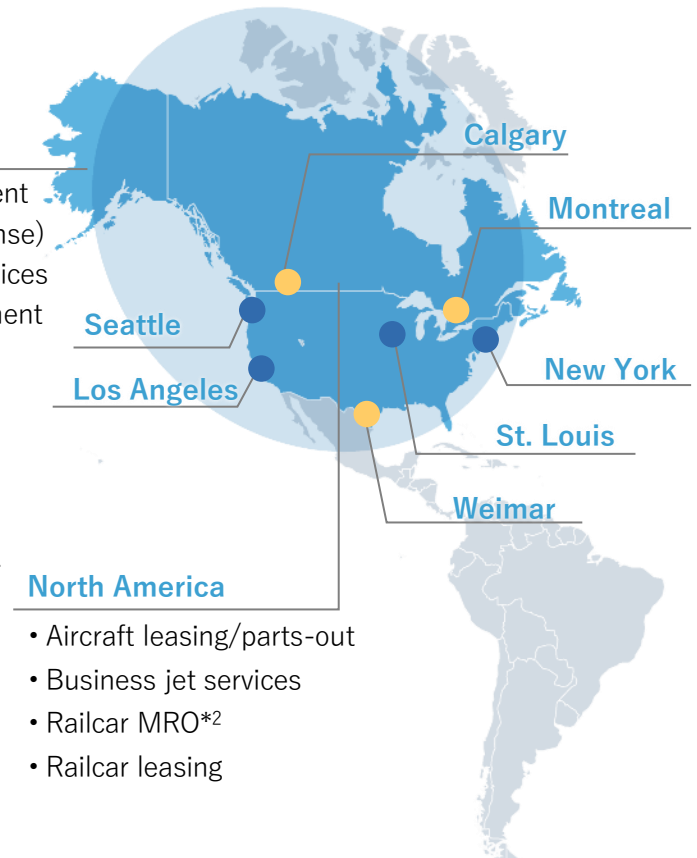 Calgary
Montreal
Seattle
New York
Los Angeles
St. Louis
Weimar
North America
• Aircraft leasing/parts-out
• Business jet services
• Railcar MRO*2
• Railcar leasing